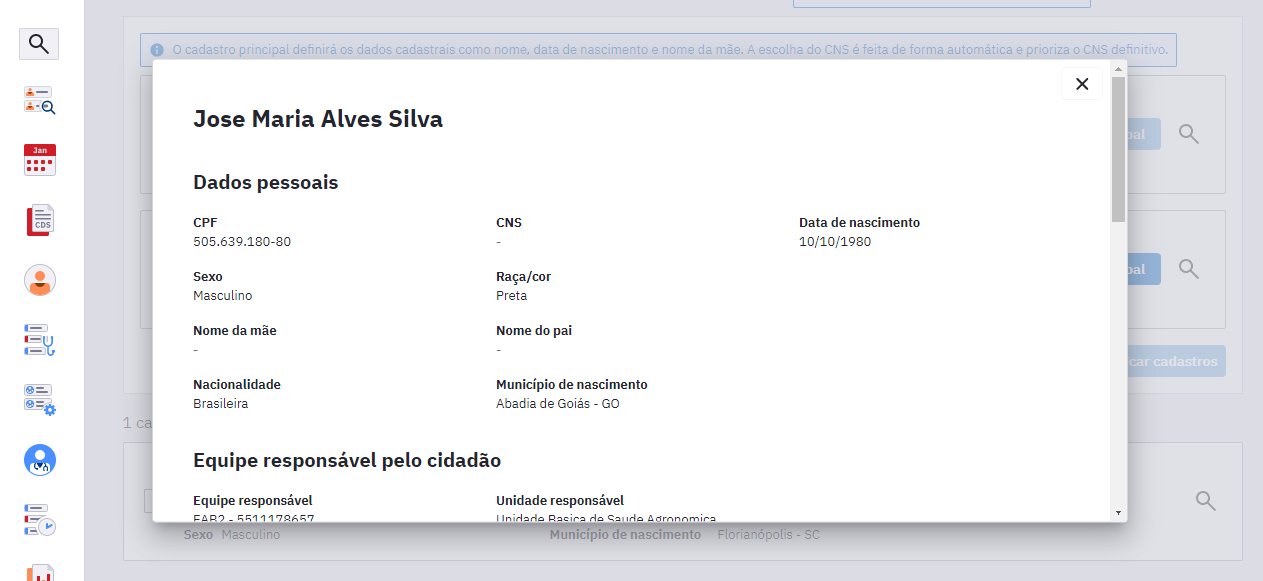 O cadastro principal definirá os dados cadastrais como nome, data de nascimento e nome da mãe. A escolha do CNS é feita de forma automática e prioriza o CNS definitivo.
Jose Maria Alves Silva
Dados pessoais
CPF CNS Data de nascimento
505.639.180-80 - 10/10/1980
Sexo Raça/cor
Masculino Preta
Nome da mãe Nome do pai
- -
Nacionalidade Município de nascimento
Brasileira Abadia de Goiás - GO
Equipe responsável pelo cidadão
Equipe responsável Unidade responsável
EAB2 - 5511178657 Unidade Basica de Saude Agronomica
Sexo Masculino Município de nascimento Florianópolis - SC
Jan
CDS
pal
pal
car cadastros
1 ca